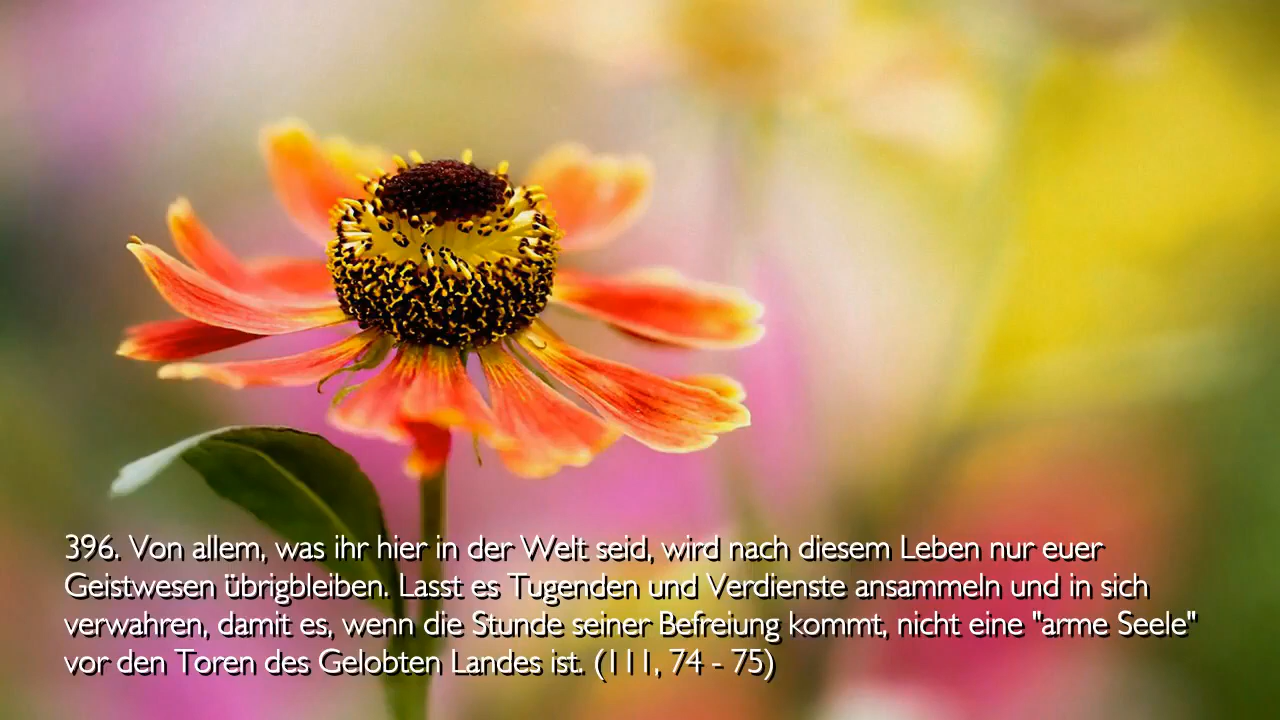 396. Von allem, was ihr hier in der Welt seid, wird nach diesem Leben nur euer
Geistwesen übrigbleiben. Lasst es Tugenden und Verdienste ansammeln und in sich
verwahren, damit es, wenn die Stunde seiner Befreiung kommt, nicht eine "arme Seele"
vor den Toren des Gelobten Landes ist. (111, 74 - 75)